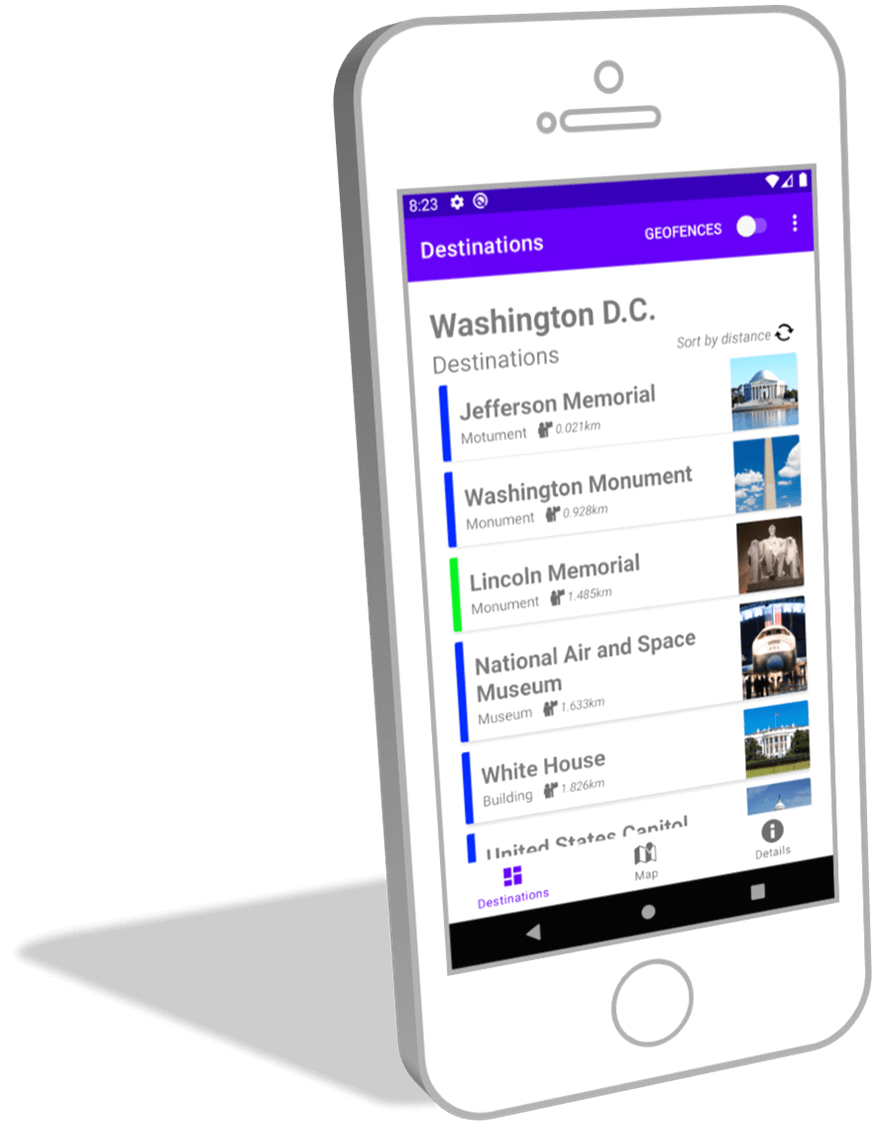 8:23
Destinations GEOFENCES
Washington D.C.
Destinations Sort by distance
Jefferson Memorial
Motument 0.021km
Washington Monument
Monument 0.928km
Lincoln Memorial
Monument 1.485km
National Air and Space
Museum
Museum 1.633km
White House
Building 1.826km
United States Capitol
Destinations Map Details